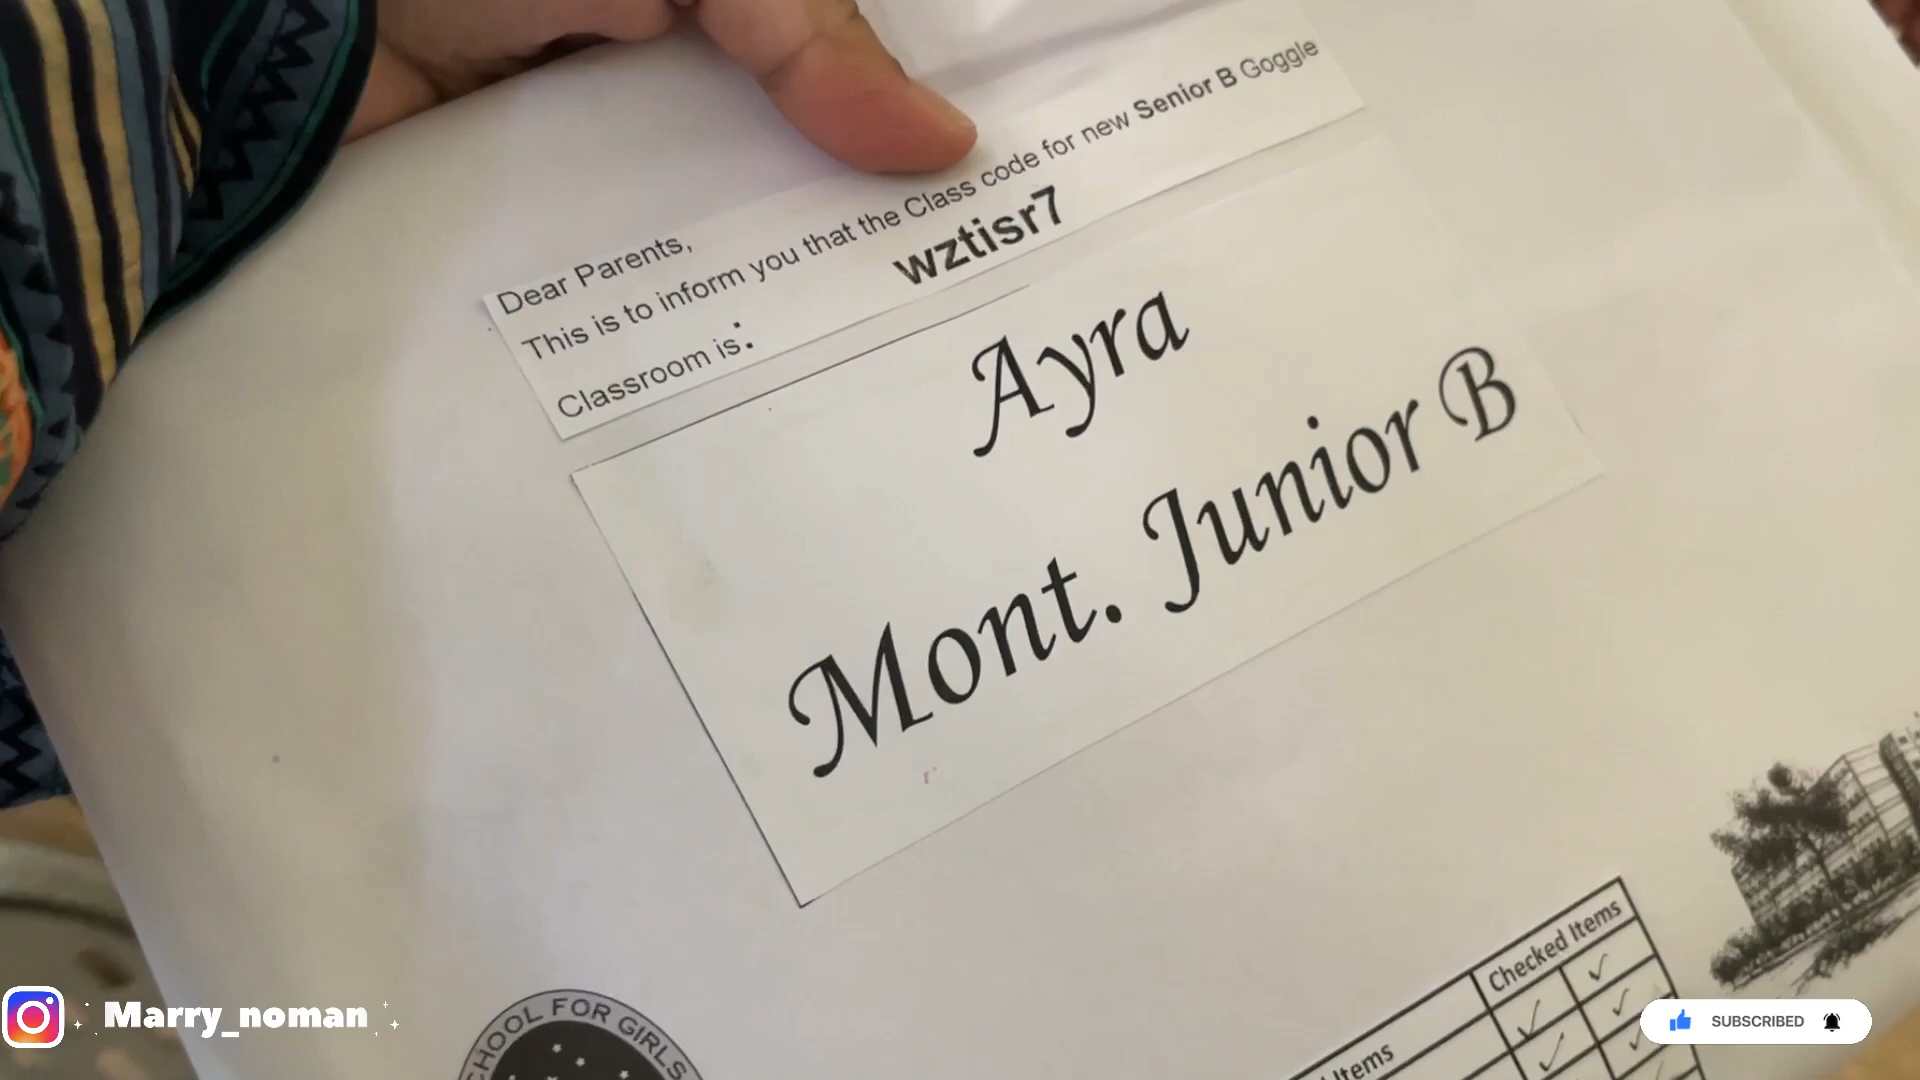 Dear Parents,
This is to inform you that the Class code for new Senior B Goggle
Classroom is:
wztisr7
Ayra
Mont. Junior B
Checked Items
Items
SCHOOL FOR GIRLS
Marry_noman
SUBSCRIBED